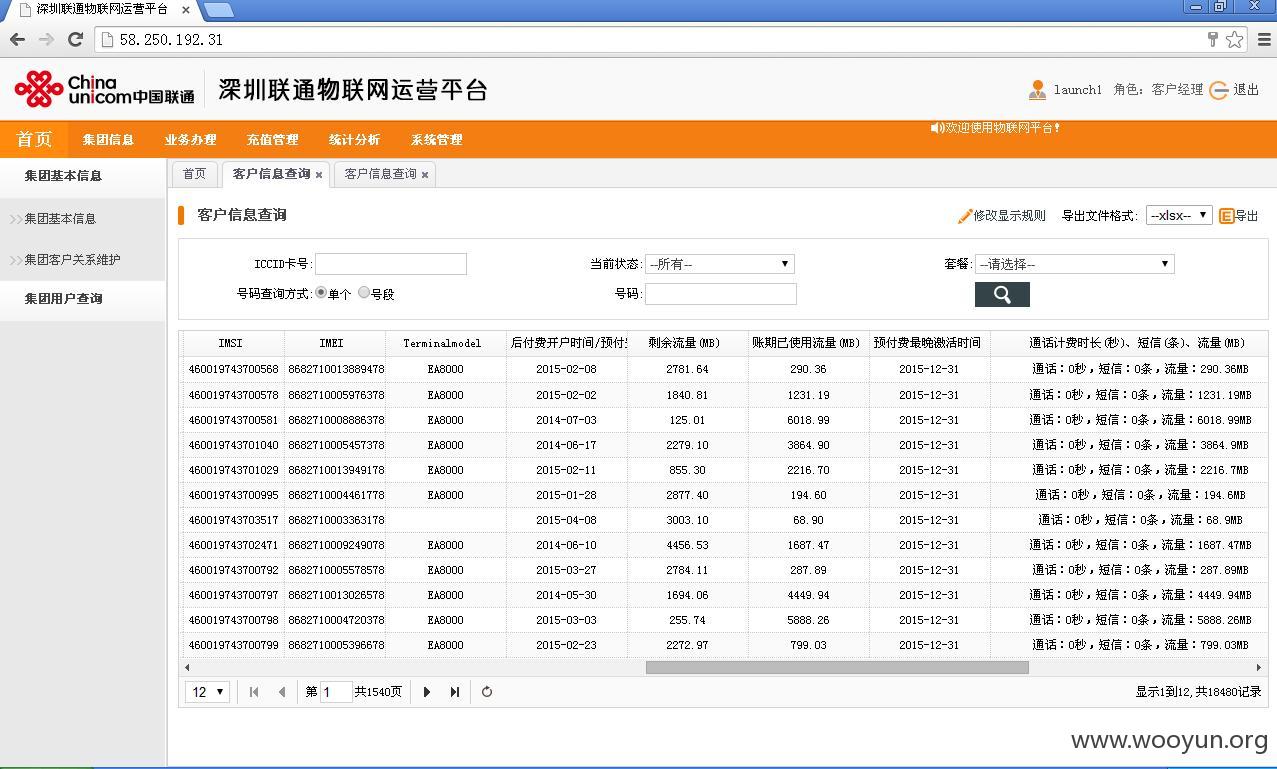 深圳联通物联网运营平台
58.250.192.31
China unicom中国联通 深圳联通物联网运营平台 launch1 角色：客户经理 退出
首页 集团信息 业务办理 充值管理 统计分析 系统管理 欢迎使用物联网平台！
集团基本信息
集团基本信息
集团客户关系维护
集团用户查询
首页 客户信息查询 客户信息查询
客户信息查询 修改显示规则 导出文件格式: --xlsx-- 导出
ICCID卡号: 当前状态: --所有-- 套餐: --请选择--
号码查询方式: 单个 号段 号码:
IMSI IMEI Terminalmodel 后付费开户时间/预付 剩余流量(MB) 账期已使用流量(MB) 预付费最晚激活时间 通话计费时长(秒)、短信(条)、流量(MB)
460019743700568 8682710013889478 EA8000 2015-02-08 2781.64 290.36 2015-12-31 通话：0秒，短信：0条，流量：290.36MB
460019743700578 8682710005976378 EA8000 2015-02-02 1840.81 1231.19 2015-12-31 通话：0秒，短信：0条，流量：1231.19MB
460019743700581 8682710008886378 EA8000 2014-07-03 125.01 6018.99 2015-12-31 通话：0秒，短信：0条，流量：6018.99MB
460019743701040 8682710005457378 EA8000 2014-06-17 2279.10 3864.90 2015-12-31 通话：0秒，短信：0条，流量：3864.9MB
460019743701029 8682710013949178 EA8000 2015-02-11 855.30 2216.70 2015-12-31 通话：0秒，短信：0条，流量：2216.7MB
460019743700995 8682710004461778 EA8000 2015-01-28 2877.40 194.60 2015-12-31 通话：0秒，短信：0条，流量：194.6MB
460019743703517 8682710003363178 2015-04-08 3003.10 68.90 2015-12-31 通话：0秒，短信：0条，流量：68.9MB
460019743702471 8682710009249078 EA8000 2014-06-10 4456.53 1687.47 2015-12-31 通话：0秒，短信：0条，流量：1687.47MB
460019743700792 8682710005578578 EA8000 2015-03-27 2784.11 287.89 2015-12-31 通话：0秒，短信：0条，流量：287.89MB
460019743700797 8682710013026578 EA8000 2014-05-30 1694.06 4449.94 2015-12-31 通话：0秒，短信：0条，流量：4449.94MB
460019743700798 8682710004720378 EA8000 2015-03-03 255.74 5888.26 2015-12-31 通话：0秒，短信：0条，流量：5888.26MB
460019743700799 8682710005396678 EA8000 2015-02-23 2272.97 799.03 2015-12-31 通话：0秒，短信：0条，流量：799.03MB
12 第 1 共1540页 显示1到12,共18480记录
www.wooyun.org